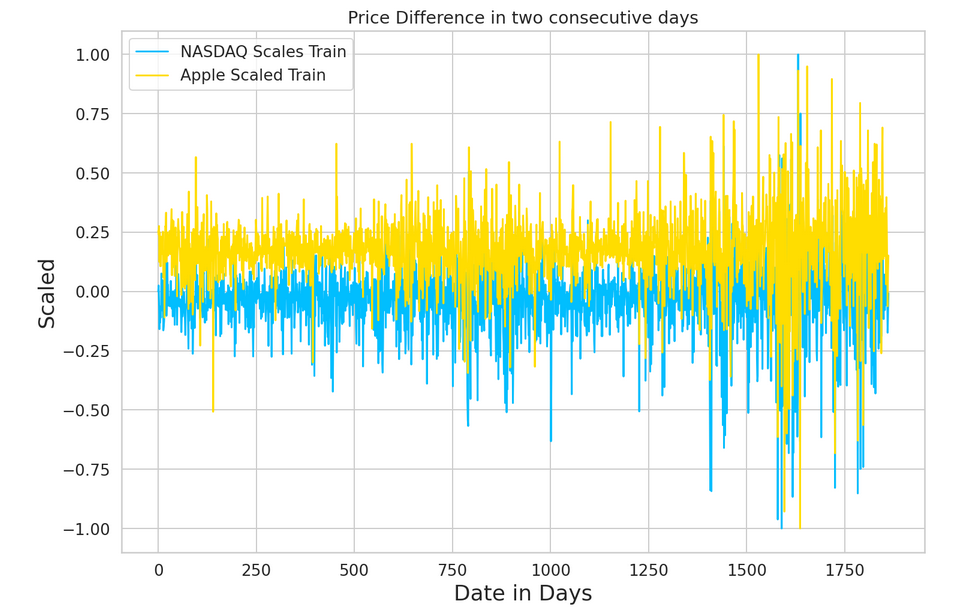 Price Difference in two consecutive days
NASDAQ Scales Train
Apple Scaled Train
1.00
0.75
0.50
0.25
0.00
−0.25
−0.50
−0.75
−1.00
Scaled
0 250 500 750 1000 1250 1500 1750
Date in Days